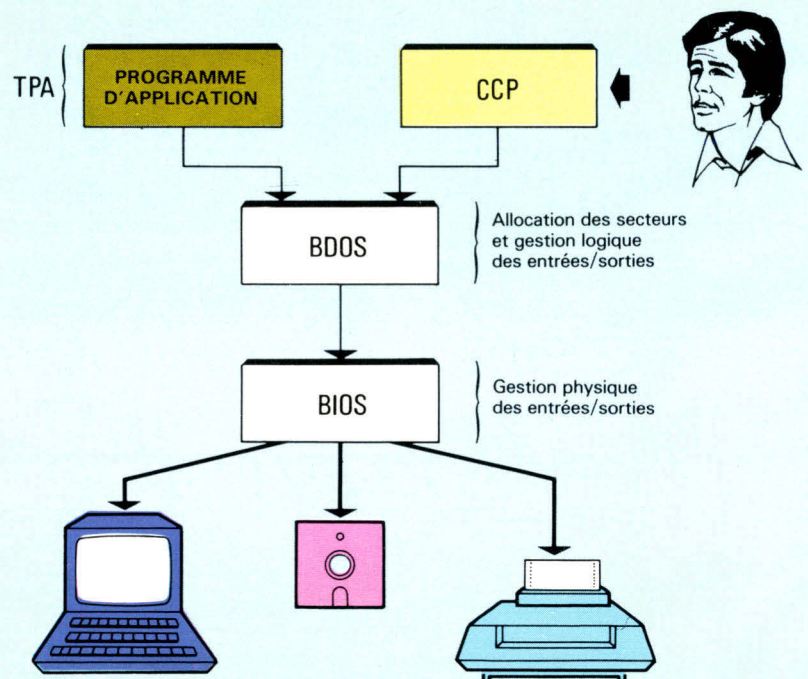 TPA
PROGRAMME
D'APPLICATION
CCP
BDOS
Allocation des secteurs
et gestion logique
des entrées/sorties
BIOS
Gestion physique
des entrées/sorties